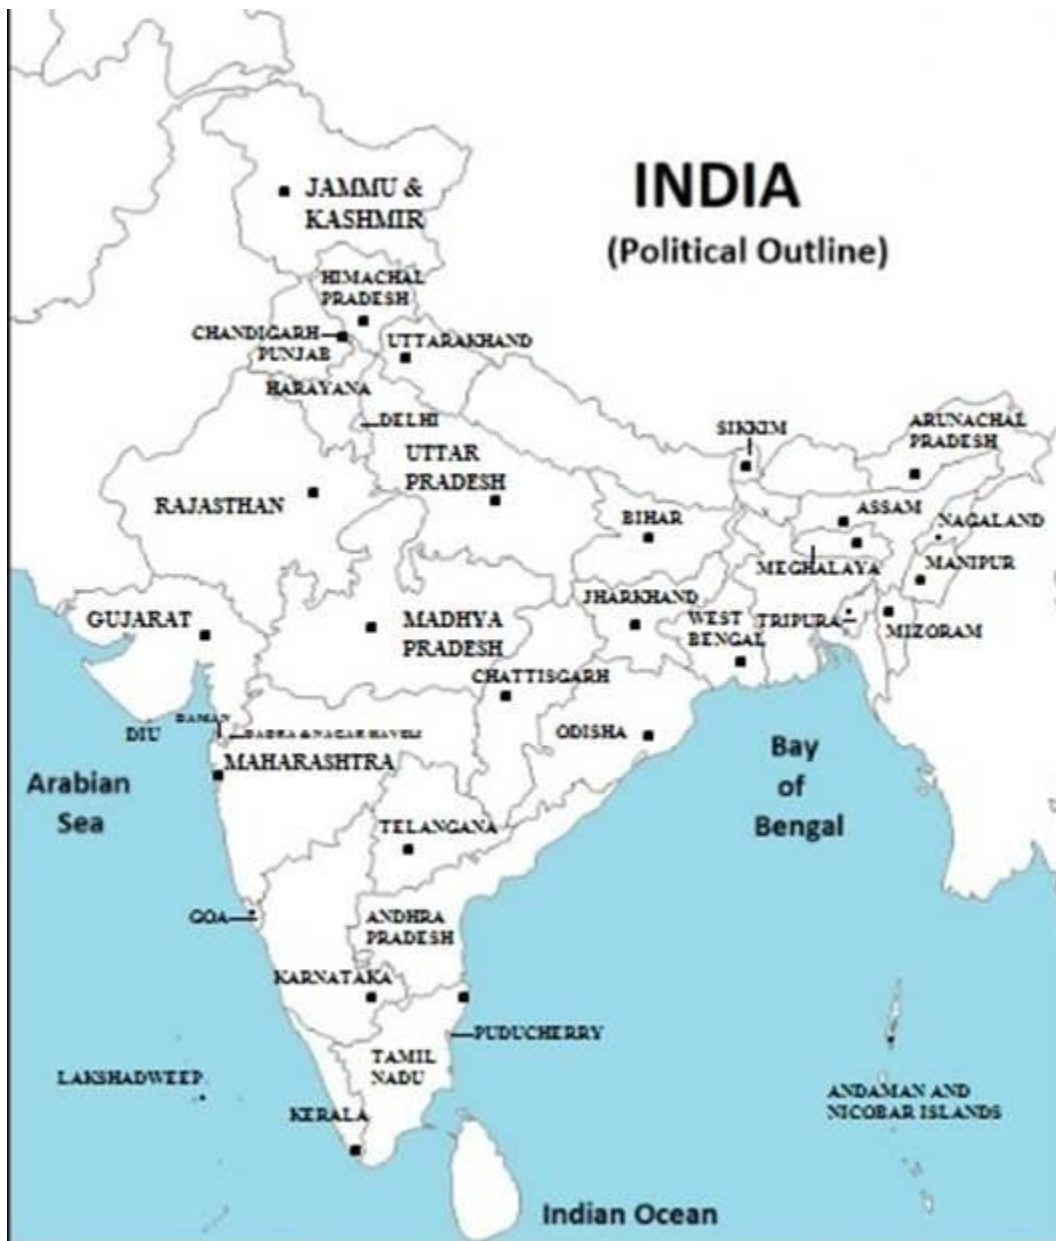 INDIA
(Political Outline)
JAMMU &
KASHMIR
HIMACHAL
PRADESH
CHANDIGARH
PUNJAB
UTTARAKHAND
HARAYANA
DELHI
UTTAR
PRADESH
RAJASTHAN
SIKKIM
ARUNACHAL
PRADESH
BIHAR
ASSAM
NAGALAND
MEGHALAYA
MANIPUR
GUJARAT
MADHYA
PRADESH
JHARKHAND
WEST
BENGAL
TRIPURA
MIZORAM
CHATTISGARH
DAMAN
DIU
DADRA & NAGAR HAVELI
ODISHA
MAHARASHTRA
Arabian
Sea
Bay
of
Bengal
TELANGANA
GOA
ANDHRA
PRADESH
KARNATAKA
PUDUCHERRY
TAMIL
NADU
LAKSHADWEEP
KERALA
ANDAMAN AND
NICOBAR ISLANDS
Indian Ocean